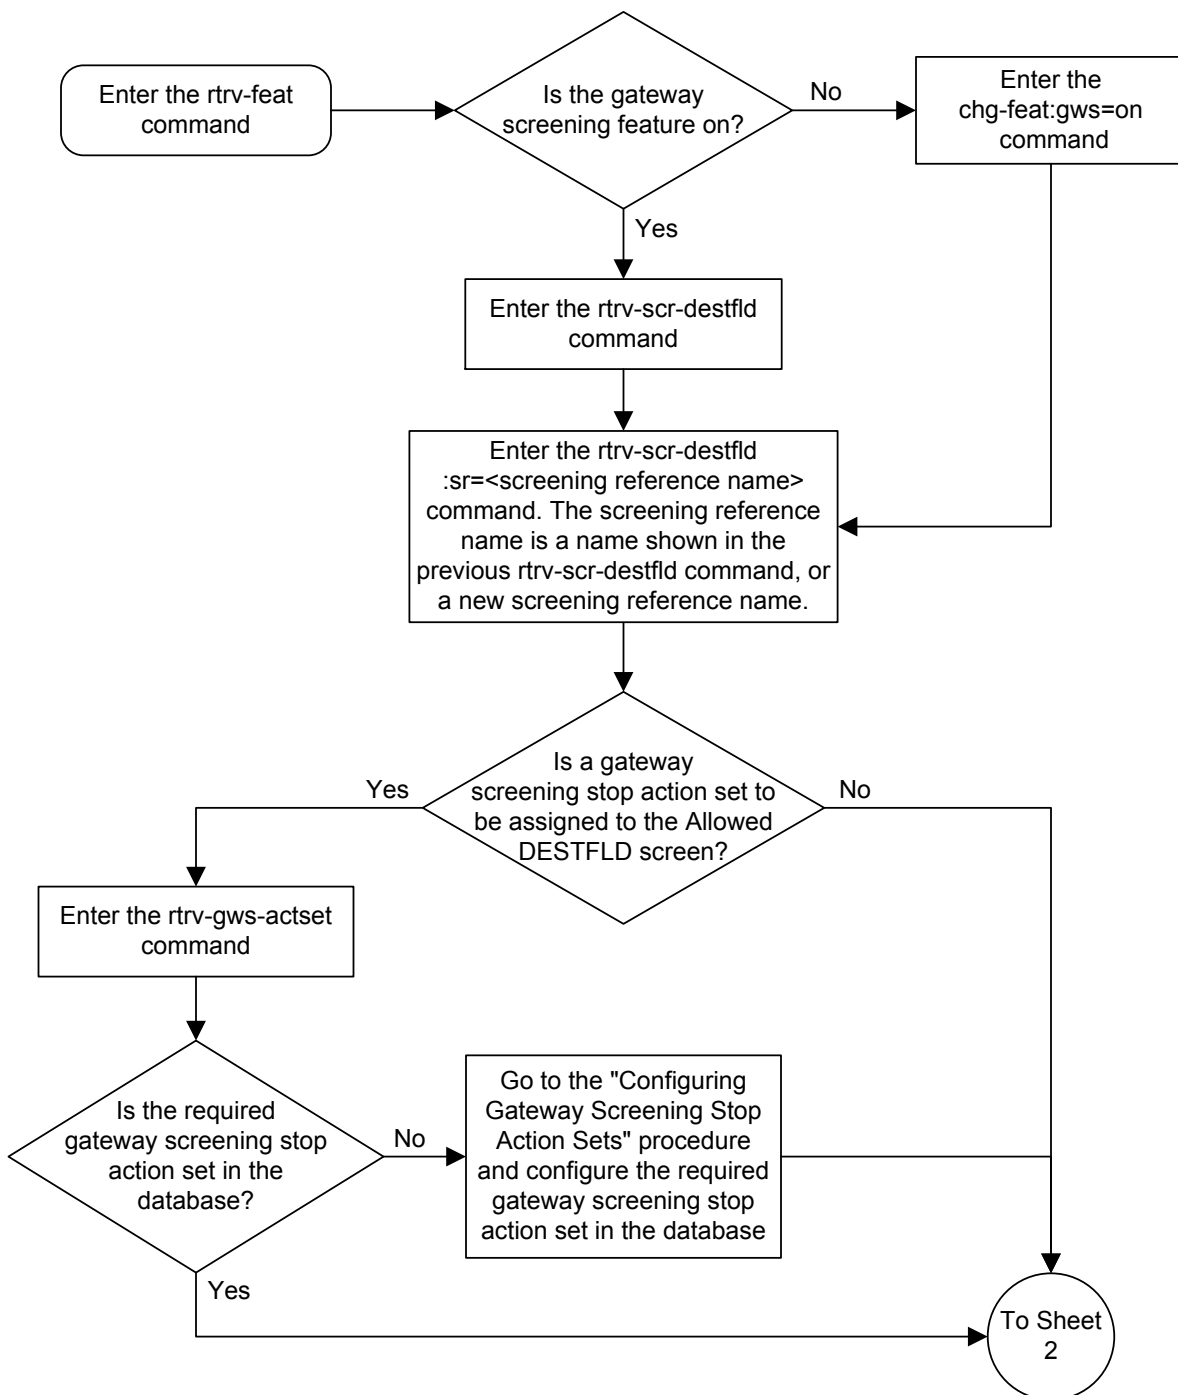 Enter the rtrv-feat
command
Is the gateway
screening feature on?
No
Enter the
chg-feat:gws=on
command
Yes
Enter the rtrv-scr-destfld
command
Enter the rtrv-scr-destfld
:sr=<screening reference name>
command. The screening reference
name is a name shown in the
previous rtrv-scr-destfld command, or
a new screening reference name.
Is a gateway
screening stop action set to
be assigned to the Allowed
DESTFLD screen?
Yes
No
Enter the rtrv-gws-actset
command
Is the required
gateway screening stop
action set in the
database?
No
Go to the "Configuring
Gateway Screening Stop
Action Sets" procedure
and configure the required
gateway screening stop
action set in the database
Yes
To Sheet
2